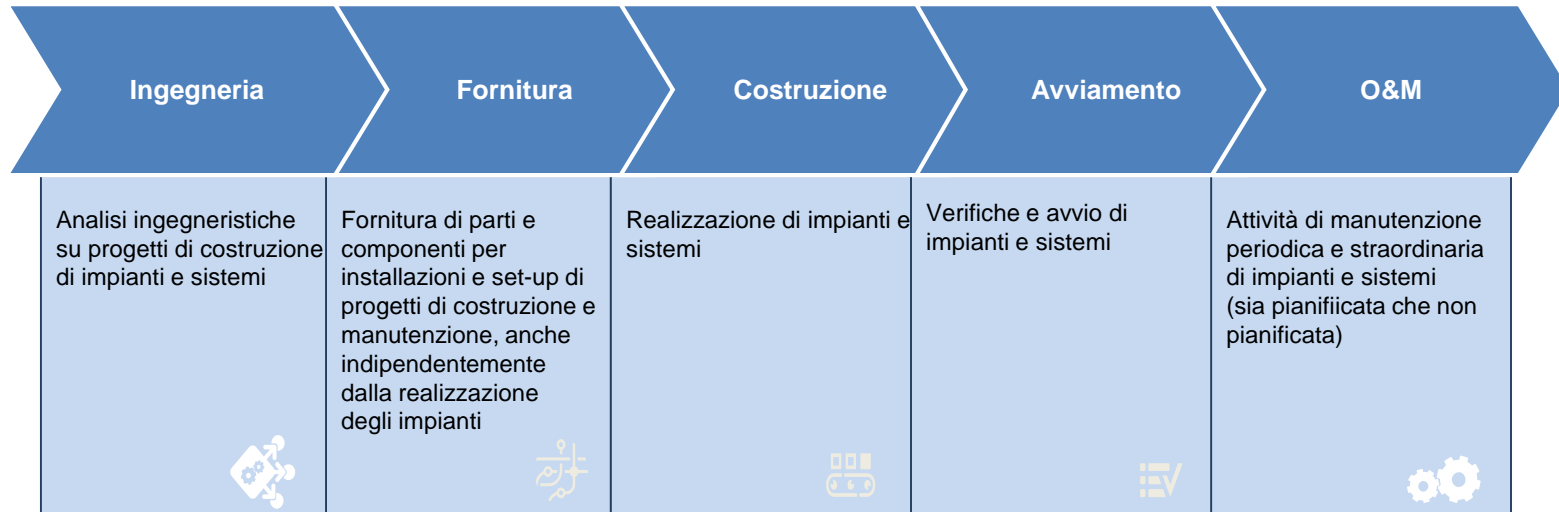 Ingegneria
Fornitura
Costruzione
Avviamento
O&M
Analisi ingegneristiche
su progetti di costruzione
di impianti e sistemi
Fornitura di parti e
componenti per
installazioni e set-up di
progetti di costruzione e
manutenzione, anche
indipendentemente
dalla realizzazione
degli impianti
Realizzazione di impianti e
sistemi
Verifiche e avvio di
impianti e sistemi
Attività di manutenzione
periodica e straordinaria
di impianti e sistemi
(sia pianifiicata che non
pianificata)